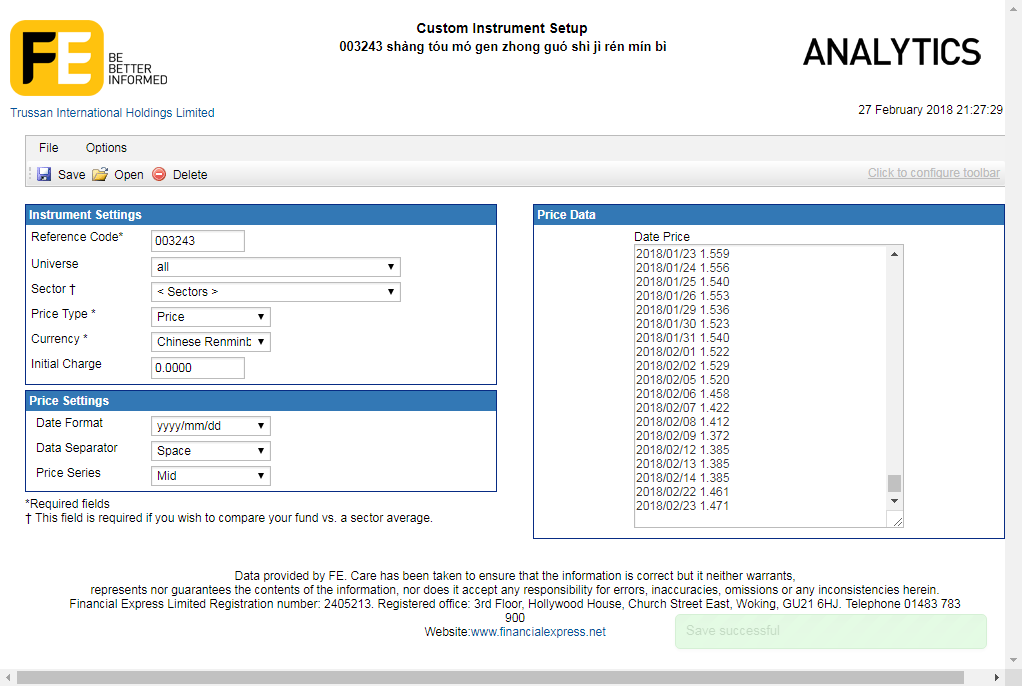 FE
BE
BETTER
INFORMED
Custom Instrument Setup
003243 shàng tóu mó gen zhong guó shì ji rén mín bì
ANALYTICS
Trussan International Holdings Limited
27 February 2018 21:27:29
File Options
Save Open Delete
Click to configure toolbar
Instrument Settings
Reference Code* 003243
Universe all
Sector † < Sectors >
Price Type * Price
Currency * Chinese Renminb
Initial Charge 0.0000
Price Settings
Date Format yyyy/mm/dd
Data Separator Space
Price Series Mid
*Required fields
† This field is required if you wish to compare your fund vs. a sector average.
Price Data
Date Price
2018/01/23 1.559
2018/01/24 1.556
2018/01/25 1.540
2018/01/26 1.553
2018/01/29 1.536
2018/01/30 1.523
2018/01/31 1.540
2018/02/01 1.522
2018/02/02 1.529
2018/02/05 1.520
2018/02/06 1.458
2018/02/07 1.422
2018/02/08 1.412
2018/02/09 1.372
2018/02/12 1.385
2018/02/13 1.385
2018/02/14 1.385
2018/02/22 1.461
2018/02/23 1.471
Data provided by FE. Care has been taken to ensure that the information is correct but it neither warrants,
represents nor guarantees the contents of the information, nor does it accept any responsibility for errors, inaccuracies, omissions or any inconsistencies herein.
Financial Express Limited Registration number: 2405213. Registered office: 3rd Floor, Hollywood House, Church Street East, Woking, GU21 6HJ. Telephone 01483 783
900
Website:www.financialexpress.net
Save successful